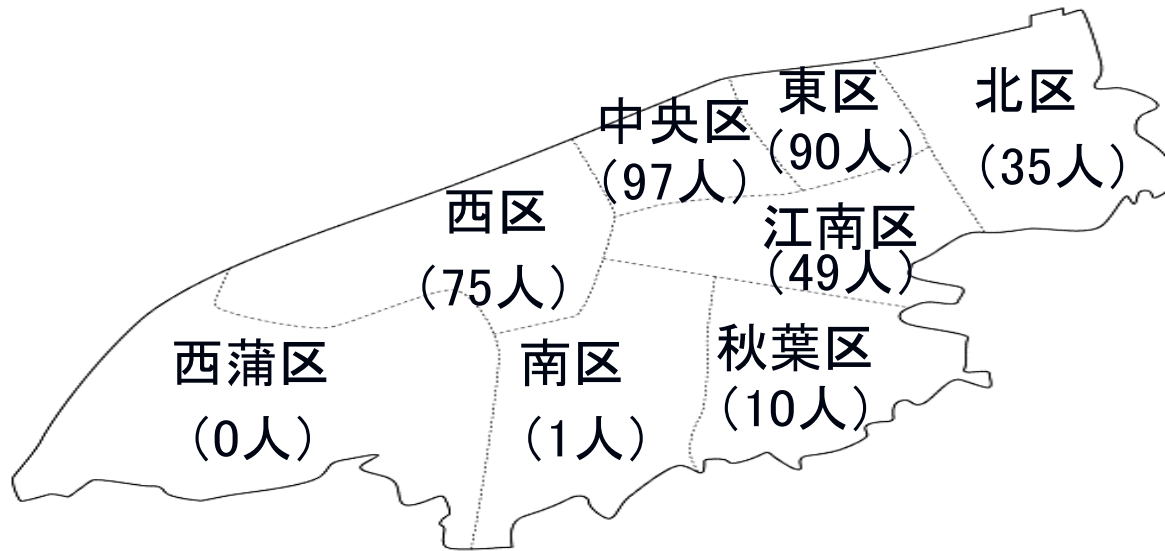 北区
（35人）
東区
（90人）
中央区
（97人）
江南区
（49人）
西区
（75人）
秋葉区
（10人）
南区
（1人）
西蒲区
（0人）